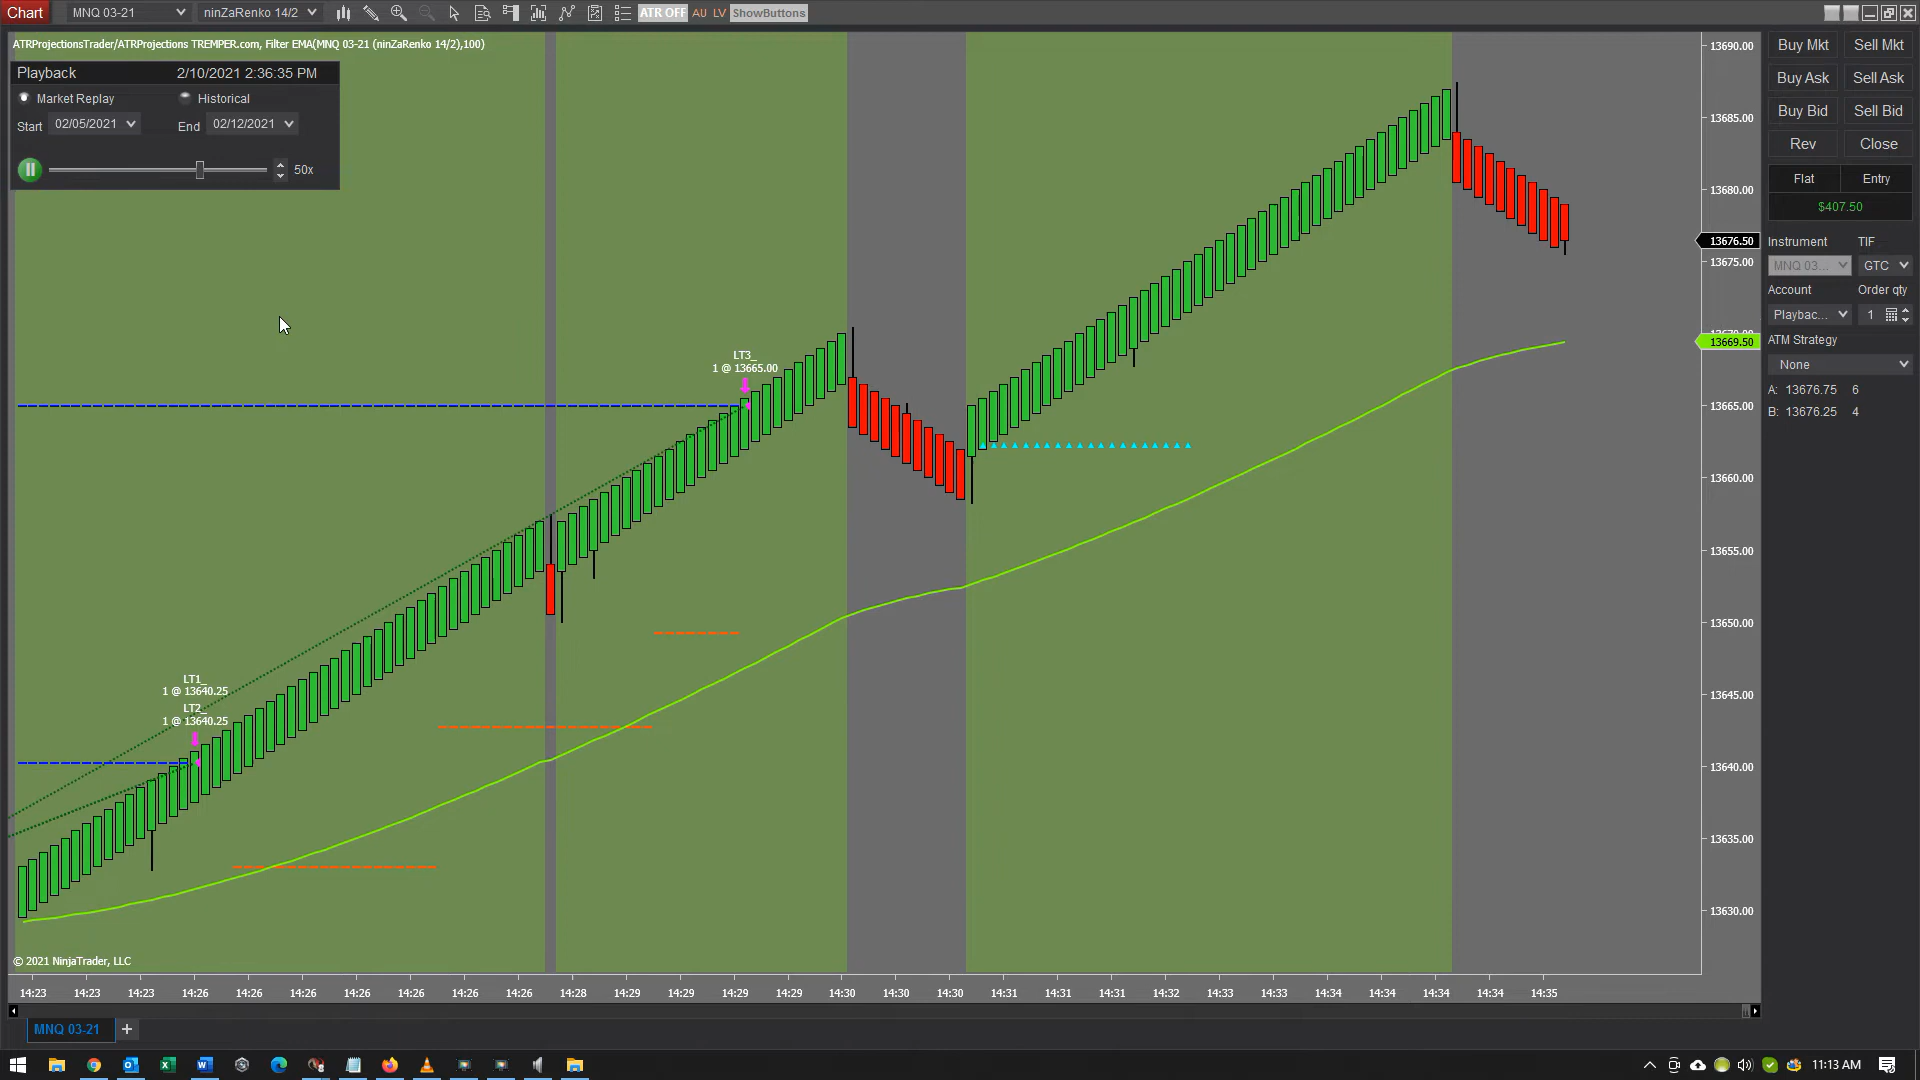 Chart MNQ 03-21 ninZaRenko 14/2 ATR OFF AU LV ShowButtons
ATRProjectionsTrader/ATRProjections TREMPER.com, Filter EMA(MNQ 03-21 (ninZaRenko 14/2),100)
Playback 2/10/2021 2:36:35 PM
Market Replay Historical
Start 02/05/2021 End 02/12/2021
50x
LT3_
1 @ 13665.00
LT1_
1 @ 13640.25
LT2_
1 @ 13640.25
© 2021 NinjaTrader, LLC
13690.00
13685.00
13680.00
13676.50
13675.00
13669.50
13665.00
13660.00
13655.00
13650.00
13645.00
13640.00
13635.00
13630.00
14:23 14:23 14:23 14:26 14:26 14:26 14:26 14:26 14:26 14:26 14:28 14:29 14:29 14:29 14:29 14:30 14:30 14:30 14:31 14:31 14:31 14:32 14:33 14:33 14:34 14:34 14:34 14:34 14:35
Buy Mkt Sell Mkt
Buy Ask Sell Ask
Buy Bid Sell Bid
Rev Close
Flat Entry
$407.50
Instrument TIF
MNQ 03... GTC
Account Order qty
Playbac... 1
ATM Strategy
None
A: 13676.75 6
B: 13676.25 4
MNQ 03-21 +
11:13 AM